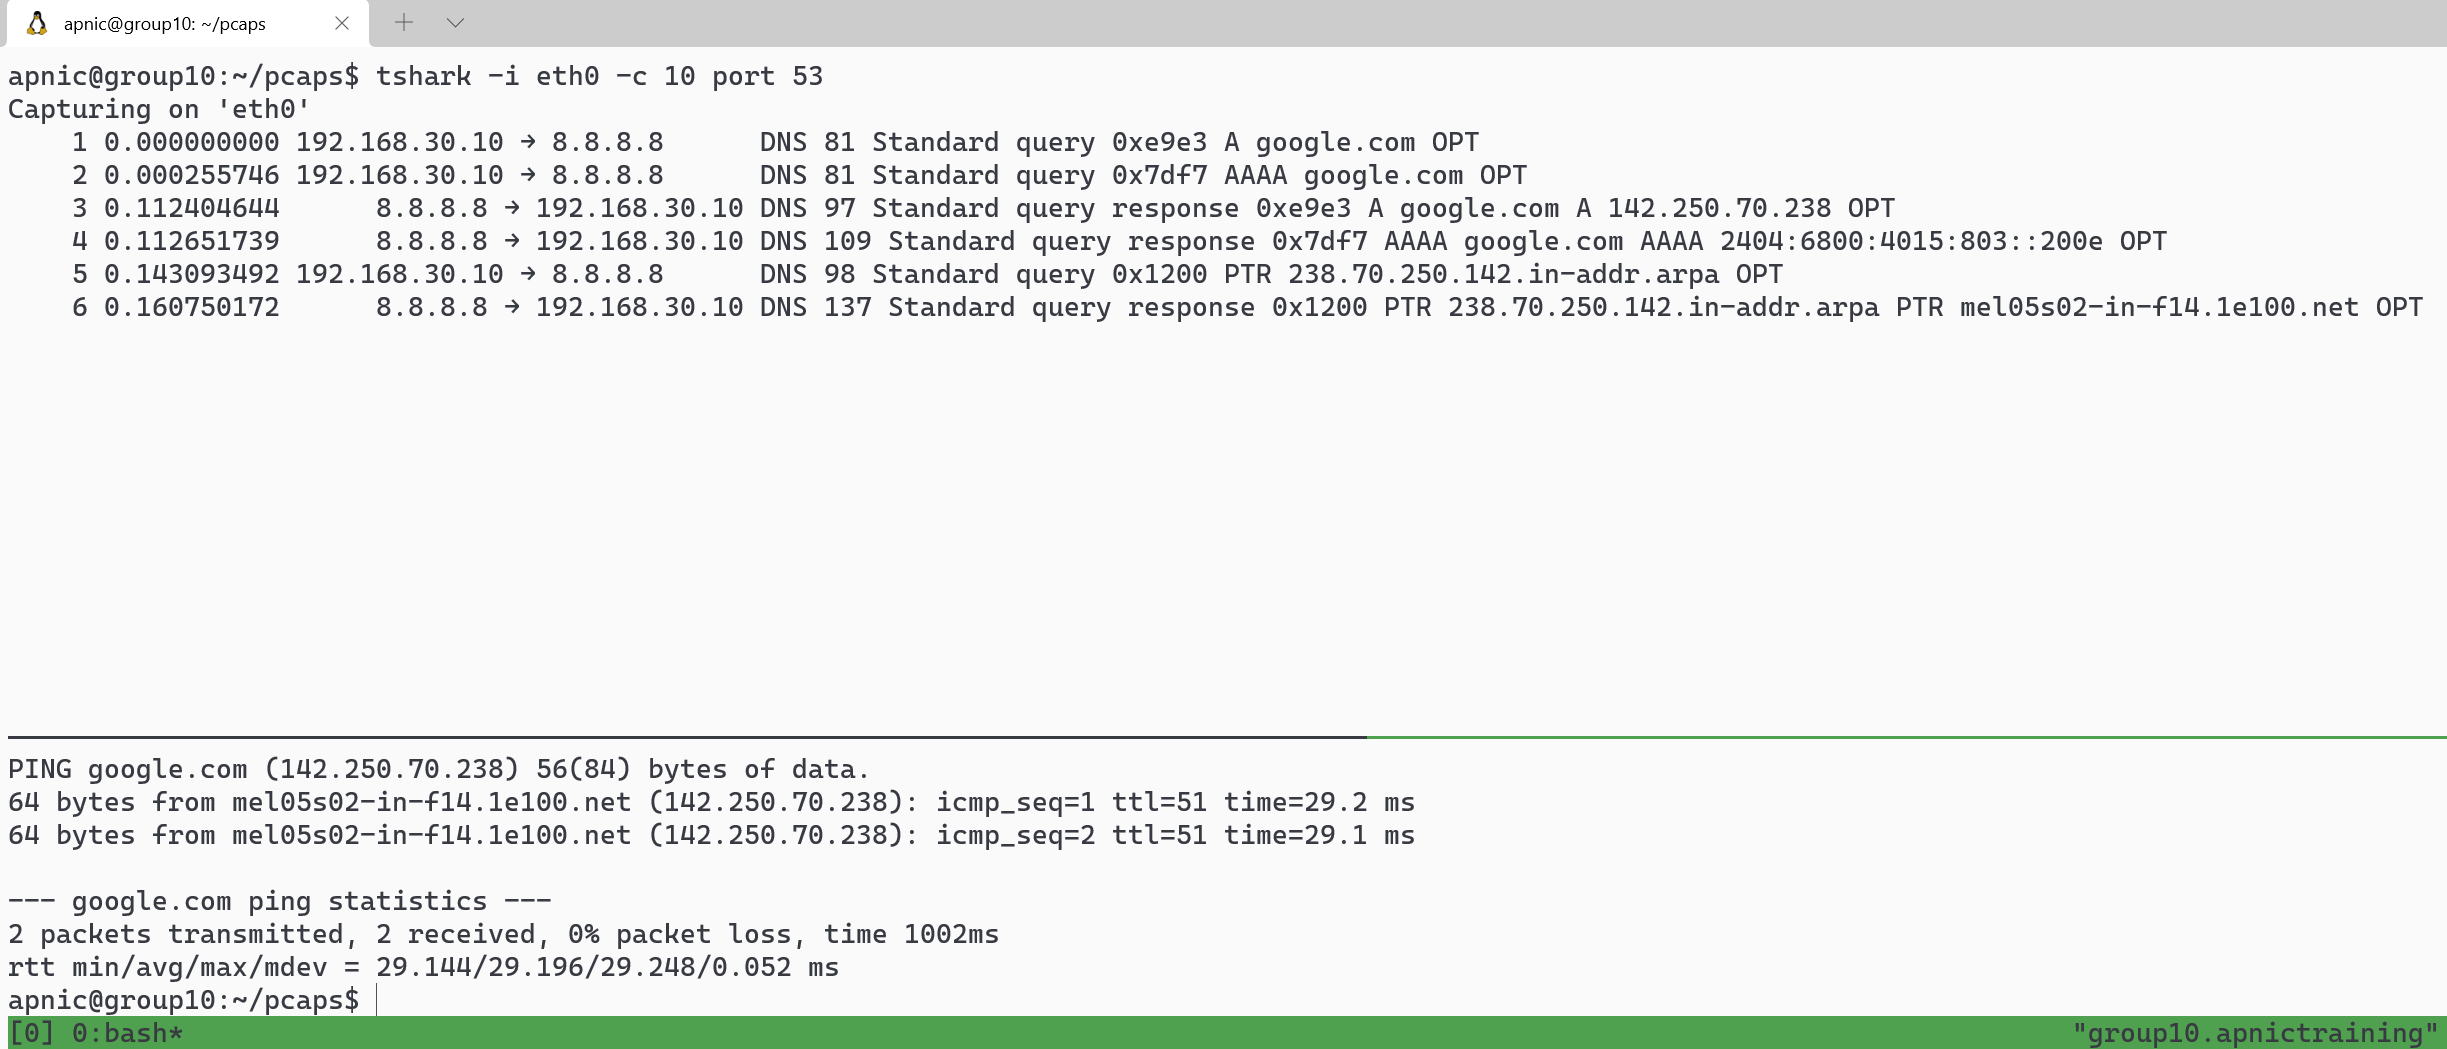 apnic@group10: ~/pcaps
apnic@group10:~/pcaps$ tshark -i eth0 -c 10 port 53
Capturing on 'eth0'
    1 0.000000000 192.168.30.10 → 8.8.8.8      DNS 81 Standard query 0xe9e3 A google.com OPT
    2 0.000255746 192.168.30.10 → 8.8.8.8      DNS 81 Standard query 0x7df7 AAAA google.com OPT
    3 0.112404644      8.8.8.8 → 192.168.30.10 DNS 97 Standard query response 0xe9e3 A google.com A 142.250.70.238 OPT
    4 0.112651739      8.8.8.8 → 192.168.30.10 DNS 109 Standard query response 0x7df7 AAAA google.com AAAA 2404:6800:4015:803::200e OPT
    5 0.143093492 192.168.30.10 → 8.8.8.8      DNS 98 Standard query 0x1200 PTR 238.70.250.142.in-addr.arpa OPT
    6 0.160750172      8.8.8.8 → 192.168.30.10 DNS 137 Standard query response 0x1200 PTR 238.70.250.142.in-addr.arpa PTR mel05s02-in-f14.1e100.net OPT
PING google.com (142.250.70.238) 56(84) bytes of data.
64 bytes from mel05s02-in-f14.1e100.net (142.250.70.238): icmp_seq=1 ttl=51 time=29.2 ms
64 bytes from mel05s02-in-f14.1e100.net (142.250.70.238): icmp_seq=2 ttl=51 time=29.1 ms
--- google.com ping statistics ---
2 packets transmitted, 2 received, 0% packet loss, time 1002ms
rtt min/avg/max/mdev = 29.144/29.196/29.248/0.052 ms
apnic@group10:~/pcaps$
[0] 0:bash* "group10.apnictraining"